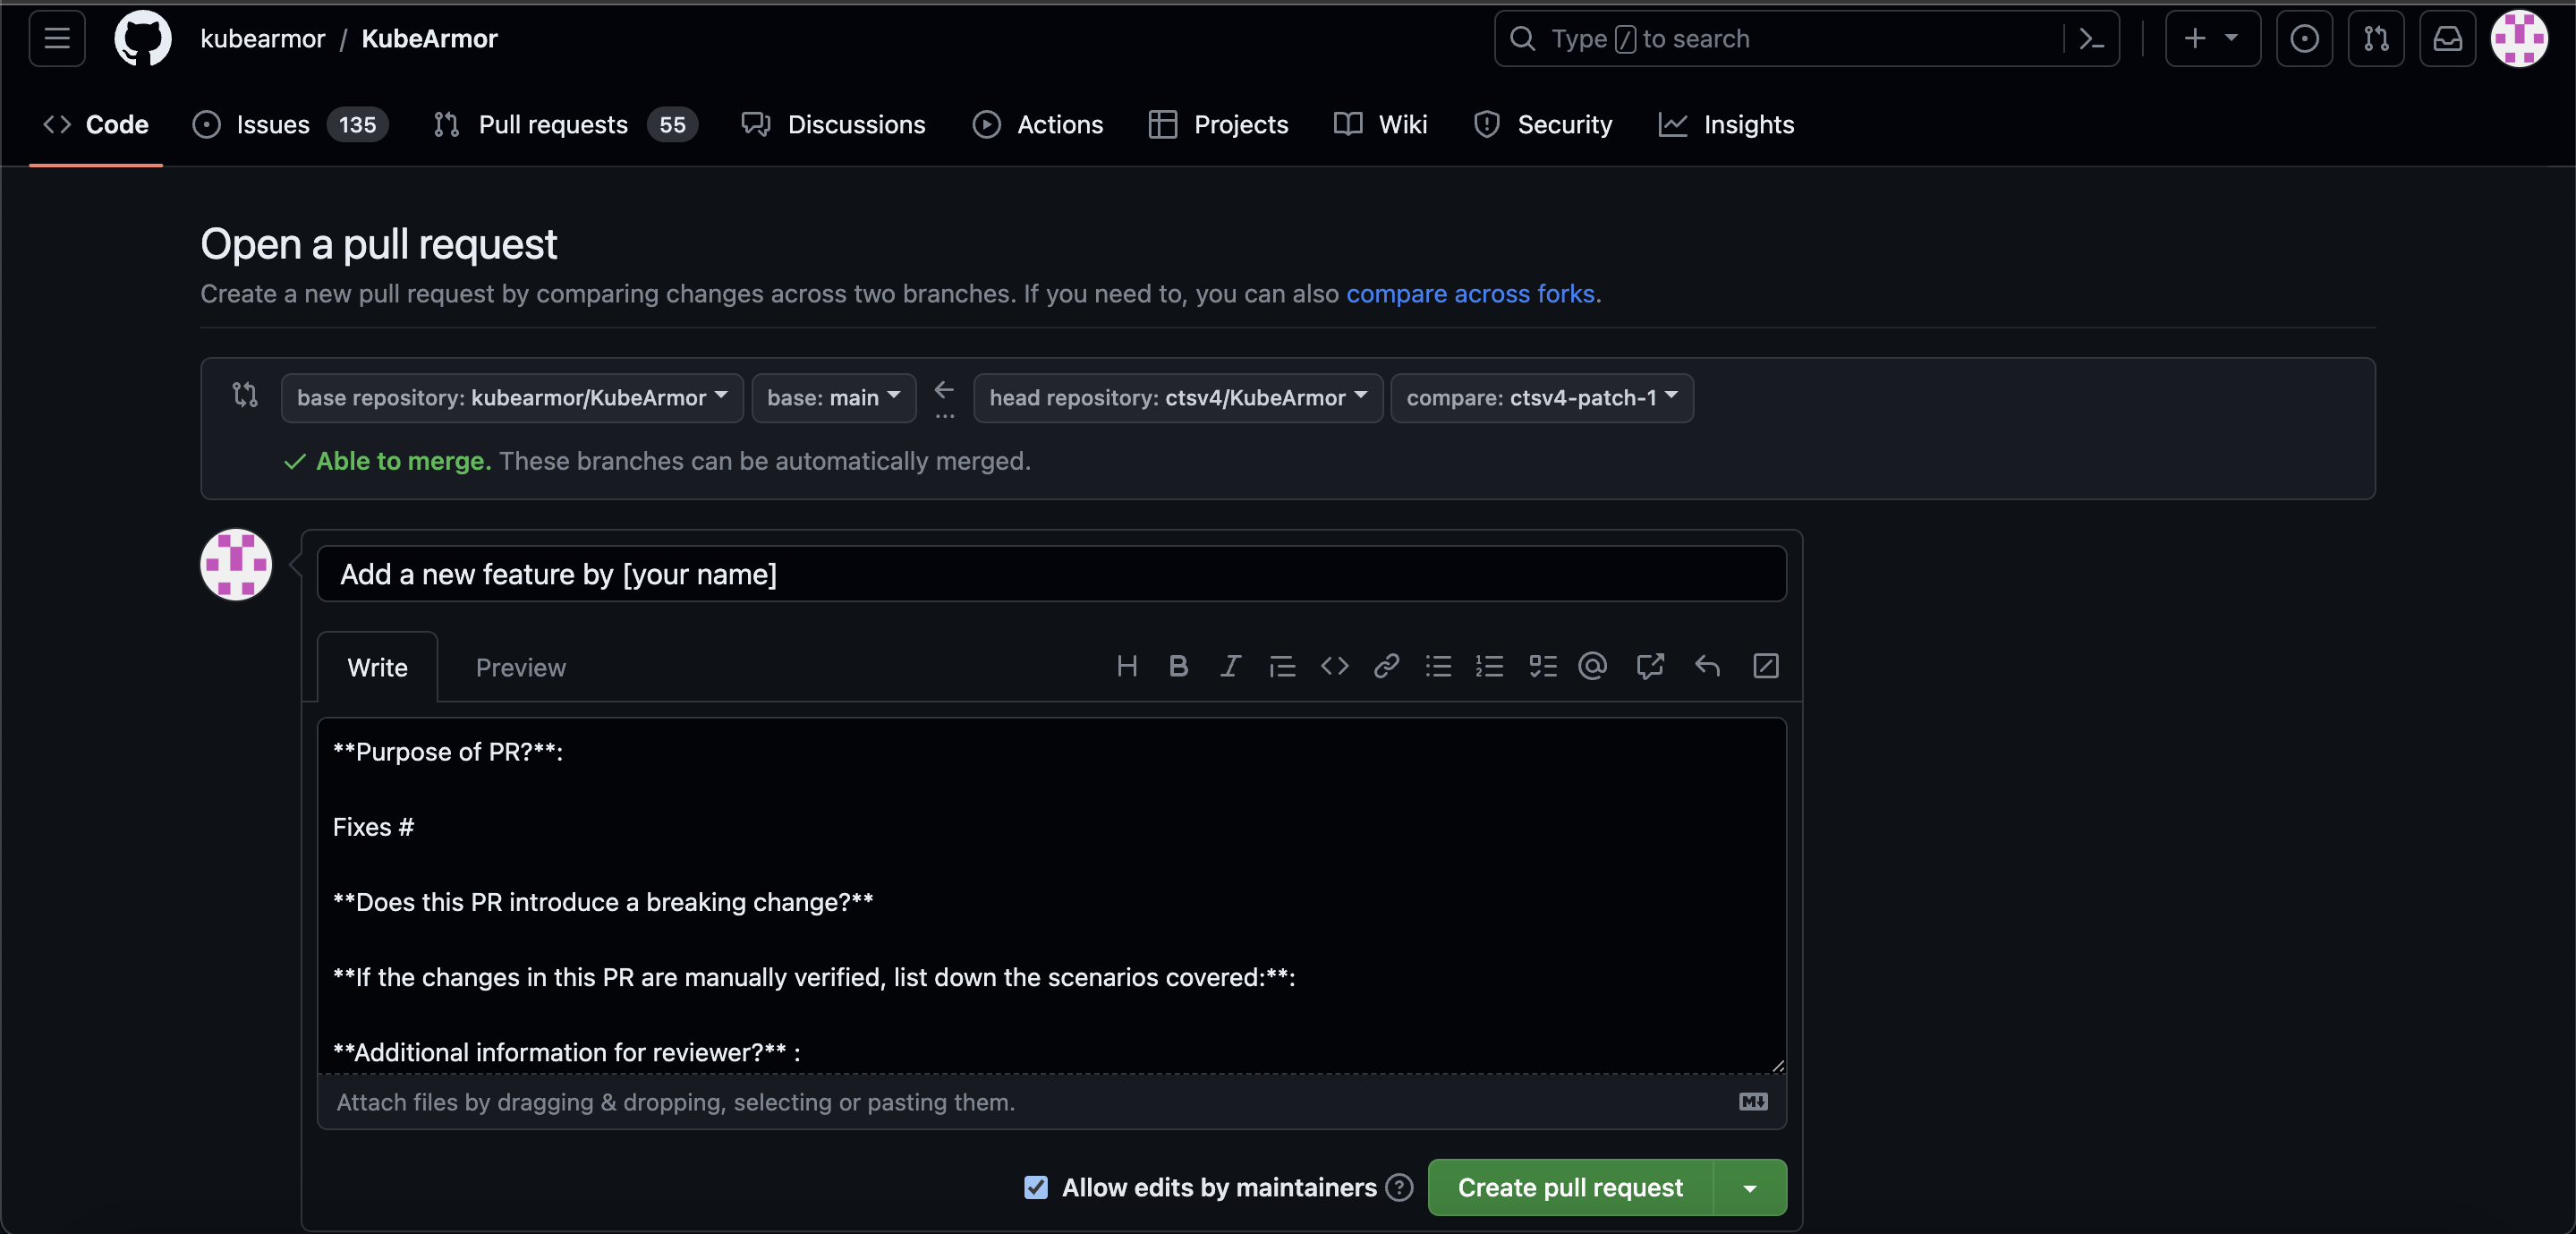 kubearmor / KubeArmor
Type / to search
Code
Issues 135
Pull requests 55
Discussions
Actions
Projects
Wiki
Security
Insights
Open a pull request
Create a new pull request by comparing changes across two branches. If you need to, you can also compare across forks.
base repository: kubearmor/KubeArmor
base: main
head repository: ctsv4/KubeArmor
compare: ctsv4-patch-1
Able to merge. These branches can be automatically merged.
Add a new feature by [your name]
Write
Preview
**Purpose of PR?**:
Fixes #
**Does this PR introduce a breaking change?**
**If the changes in this PR are manually verified, list down the scenarios covered:**:
**Additional information for reviewer?** :
Attach files by dragging & dropping, selecting or pasting them.
Allow edits by maintainers
Create pull request